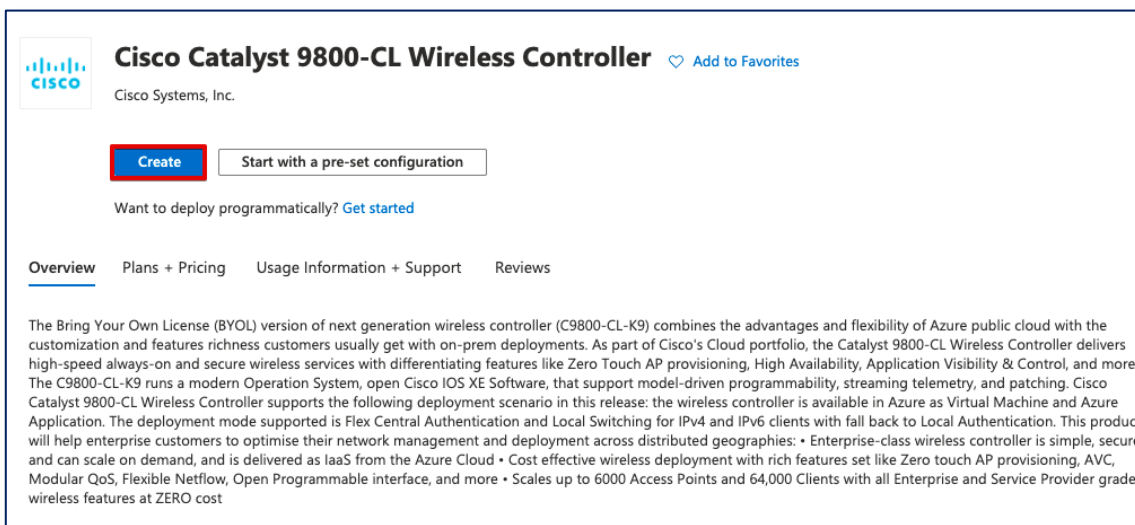 Cisco Catalyst 9800-CL Wireless Controller
Add to Favorites
CISCO
Cisco Systems, Inc.
Create
Start with a pre-set configuration
Want to deploy programmatically? Get started
Overview
Plans + Pricing
Usage Information + Support
Reviews
The Bring Your Own License (BYOL) version of next generation wireless controller (C9800-CL-K9) combines the advantages and flexibility of Azure public cloud with the
customization and features richness customers usually get with on-prem deployments. As part of Cisco's Cloud portfolio, the Catalyst 9800-CL Wireless Controller delivers
high-speed always-on and secure wireless services with differentiating features like Zero Touch AP provisioning, High Availability, Application Visibility & Control, and more
The C9800-CL-K9 runs a modern Operation System, open Cisco IOS XE Software, that support model-driven programmability, streaming telemetry, and patching. Cisco
Catalyst 9800-CL Wireless Controller supports the following deployment scenario in this release: the wireless controller is available in Azure as Virtual Machine and Azure
Application. The deployment mode supported is Flex Central Authentication and Local Switching for IPv4 and IPv6 clients with fall back to Local Authentication. This produc
will help enterprise customers to optimise their network management and deployment across distributed geographies: • Enterprise-class wireless controller is simple, secure
and can scale on demand, and is delivered as IaaS from the Azure Cloud • Cost effective wireless deployment with rich features set like Zero touch AP provisioning, AVC,
Modular QoS, Flexible Netflow, Open Programmable interface, and more • Scales up to 6000 Access Points and 64,000 Clients with all Enterprise and Service Provider grade
wireless features at ZERO cost